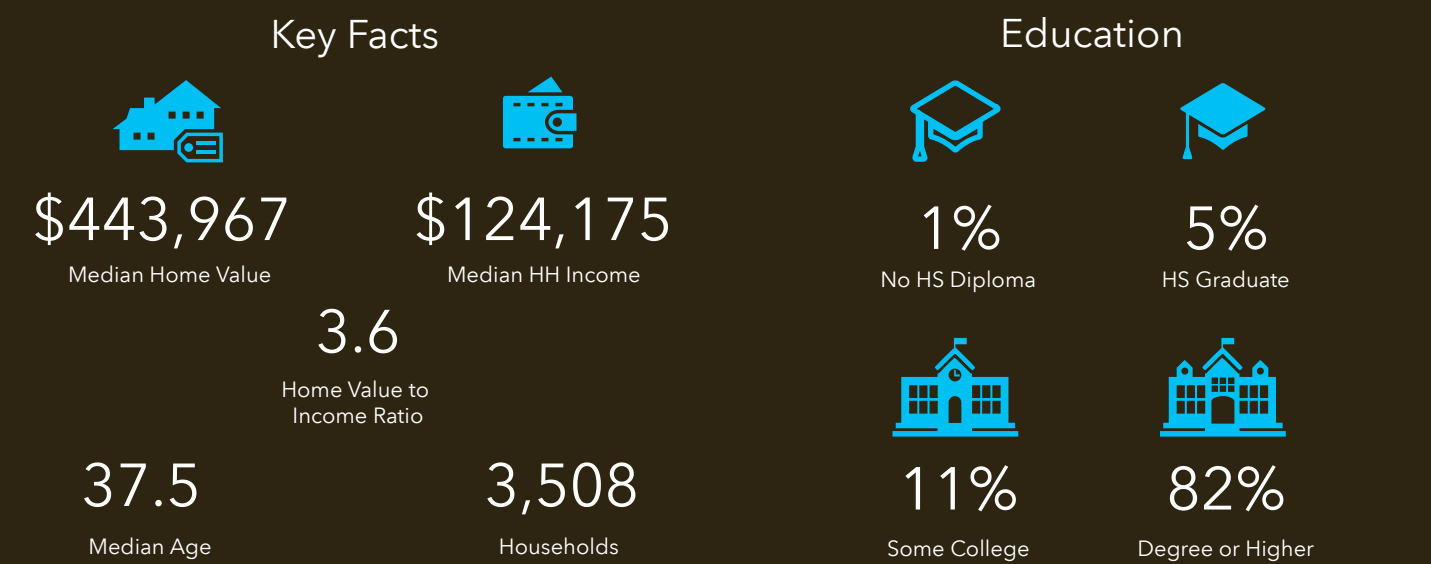 Key Facts
$443,967
Median Home Value
$124,175
Median HH Income
3.6
Home Value to
Income Ratio
37.5
Median Age
3,508
Households
Education
1%
No HS Diploma
5%
HS Graduate
11%
Some College
82%
Degree or Higher